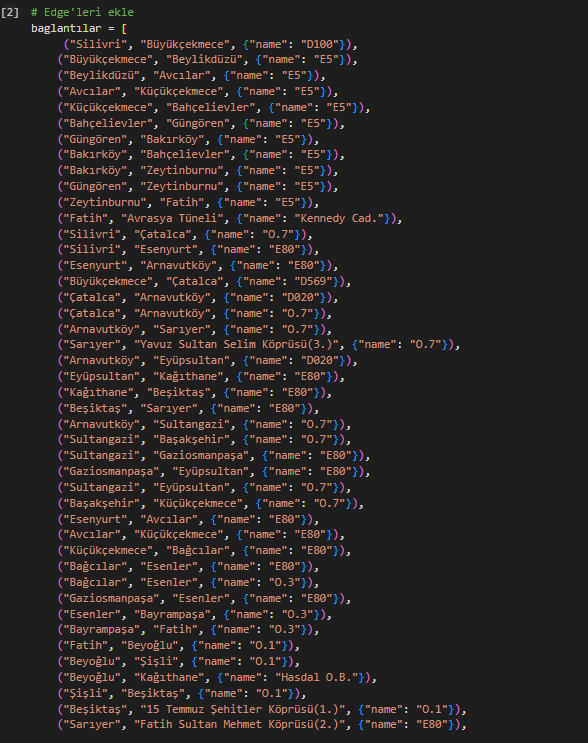 [2] # Edge'leri ekle
baglantılar = [
("Silivri", "Büyükçekmece", {"name": "D100"}),
("Büyükçekmece", "Beylikdüzü", {"name": "E5"}),
("Beylikdüzü", "Avcılar", {"name": "E5"}),
("Avcılar", "Küçükçekmece", {"name": "E5"}),
("Küçükçekmece", "Bahçelievler", {"name": "E5"}),
("Bahçelievler", "Güngören", {"name": "E5"}),
("Güngören", "Bakırköy", {"name": "E5"}),
("Bakırköy", "Bahçelievler", {"name": "E5"}),
("Bakırköy", "Zeytinburnu", {"name": "E5"}),
("Güngören", "Zeytinburnu", {"name": "E5"}),
("Zeytinburnu", "Fatih", {"name": "E5"}),
("Fatih", "Avrasya Tüneli", {"name": "Kennedy Cad."}),
("Silivri", "Çatalca", {"name": "O.7"}),
("Silivri", "Esenyurt", {"name": "E80"}),
("Esenyurt", "Arnavutköy", {"name": "E80"}),
("Büyükçekmece", "Çatalca", {"name": "D569"}),
("Çatalca", "Arnavutköy", {"name": "D020"}),
("Çatalca", "Arnavutköy", {"name": "O.7"}),
("Arnavutköy", "Sarıyer", {"name": "O.7"}),
("Sarıyer", "Yavuz Sultan Selim Köprüsü(3.)", {"name": "O.7"}),
("Arnavutköy", "Eyüpsultan", {"name": "D020"}),
("Eyüpsultan", "Kağıthane", {"name": "E80"}),
("Kağıthane", "Beşiktaş", {"name": "E80"}),
("Beşiktaş", "Sarıyer", {"name": "E80"}),
("Arnavutköy", "Sultangazi", {"name": "O.7"}),
("Sultangazi", "Başakşehir", {"name": "O.7"}),
("Sultangazi", "Gaziosmanpaşa", {"name": "E80"}),
("Gaziosmanpaşa", "Eyüpsultan", {"name": "E80"}),
("Sultangazi", "Eyüpsultan", {"name": "O.7"}),
("Başakşehir", "Küçükçekmece", {"name": "O.7"}),
("Esenyurt", "Avcılar", {"name": "E80"}),
("Avcılar", "Küçükçekmece", {"name": "E80"}),
("Küçükçekmece", "Bağcılar", {"name": "E80"}),
("Bağcılar", "Esenler", {"name": "E80"}),
("Bağcılar", "Esenler", {"name": "O.3"}),
("Gaziosmanpaşa", "Esenler", {"name": "E80"}),
("Esenler", "Bayrampaşa", {"name": "O.3"}),
("Bayrampaşa", "Fatih", {"name": "O.3"}),
("Fatih", "Beyoğlu", {"name": "O.1"}),
("Beyoğlu", "Şişli", {"name": "O.1"}),
("Beyoğlu", "Kağıthane", {"name": "Hasdal O.B."}),
("Şişli", "Beşiktaş", {"name": "O.1"}),
("Beşiktaş", "15 Temmuz Şehitler Köprüsü(1.)", {"name": "O.1"}),
("Sarıyer", "Fatih Sultan Mehmet Köprüsü(2.)", {"name": "E80"}),